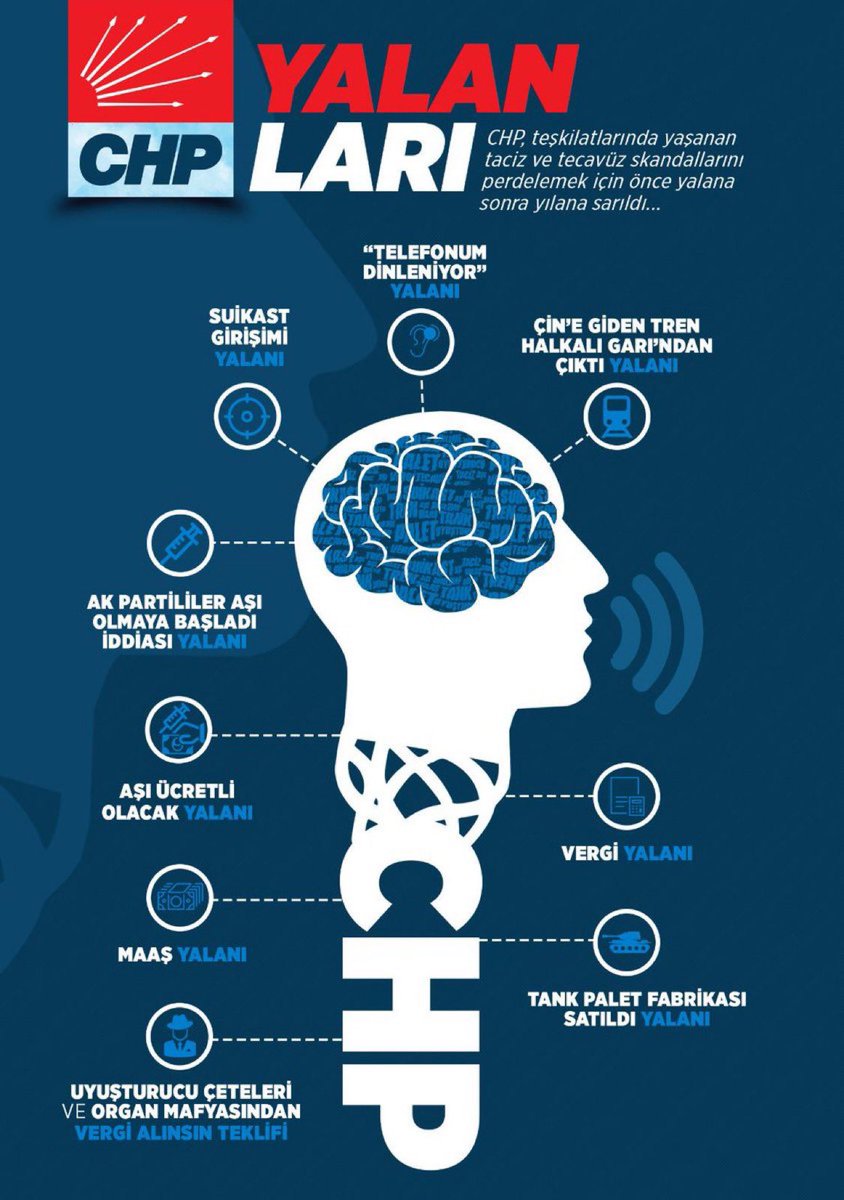 CHP
YALAN
LARI
CHP, teşkilatlarında yaşanan
taciz ve tecavüz skandallarını
perdelemek için önce yalana
sonra yılana sarıldı...
“TELEFONUM
DİNLENİYOR”
YALANI
SUİKAST
GİRİŞİMİ
YALANI
ÇİN’E GİDEN TREN
HALKALI GARI’NDAN
ÇIKTI YALANI
AK PARTİLİLER AŞI
OLMAYA BAŞLADI
İDDİASI YALANI
AŞI ÜCRETLİ
OLACAK YALANI
VERGİ YALANI
MAAŞ YALANI
TANK PALET FABRİKASI
SATILDI YALANI
UYUŞTURUCU ÇETELERİ
VE ORGAN MAFYASINDAN
VERGİ ALINSIN TEKLİFİ
CHP